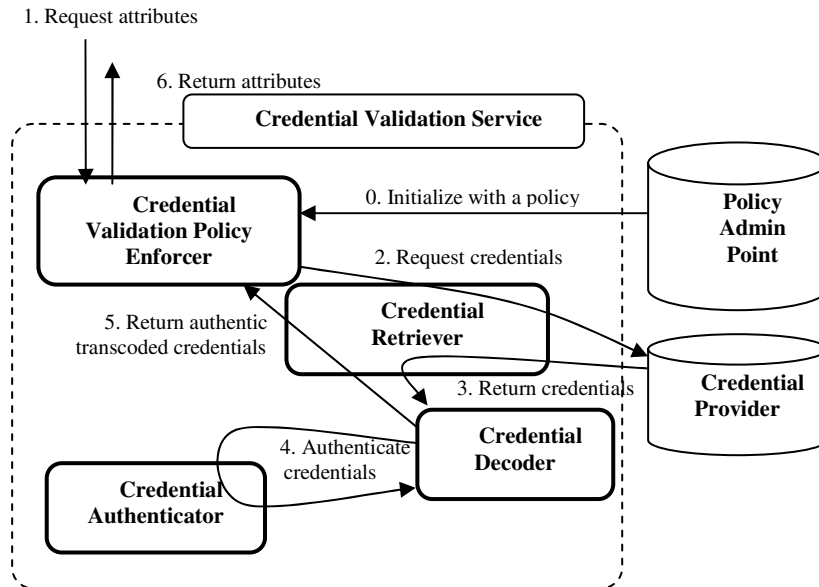 1. Request attributes
6. Return attributes
Credential Validation Service
Credential
Validation Policy
Enforcer
0. Initialize with a policy
Policy
Admin
Point
2. Request credentials
Credential
Retriever
5. Return authentic
transcoded credentials
3. Return credentials
Credential
Provider
4. Authenticate
credentials
Credential
Decoder
Credential
Authenticator